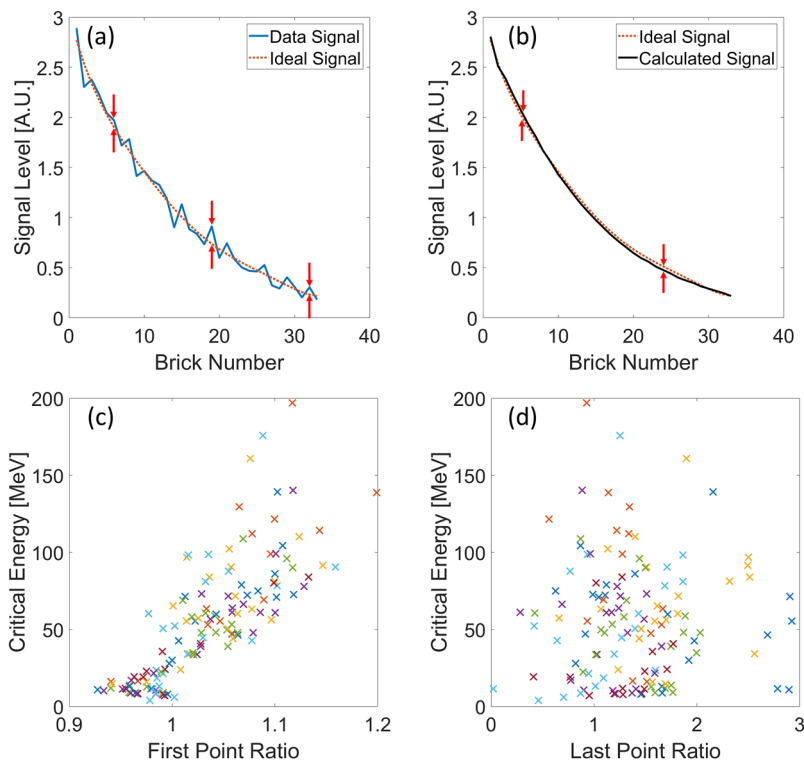 (a)
Data Signal
Ideal Signal
Signal Level [A.U.]
3
2.5
2
1.5
1
0.5
0
0 10 20 30 40
Brick Number
(b)
Ideal Signal
Calculated Signal
Signal Level [A.U.]
3
2.5
2
1.5
1
0.5
0
0 10 20 30 40
Brick Number
(c)
Critical Energy [MeV]
200
150
100
50
0
0.9 1 1.1 1.2
First Point Ratio
(d)
Critical Energy [MeV]
200
150
100
50
0
0 1 2 3
Last Point Ratio